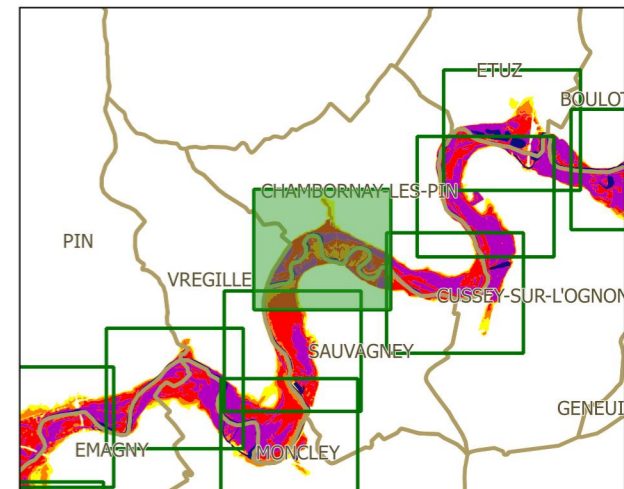 ETUZ
BOULOT
CHAMBORNAY-LES-PIN
PIN
VREGILLE
CUSSEY-SUR-L'OGNON
SAUVAGNEY
GENEUI
EMAGNY
MONCLEY